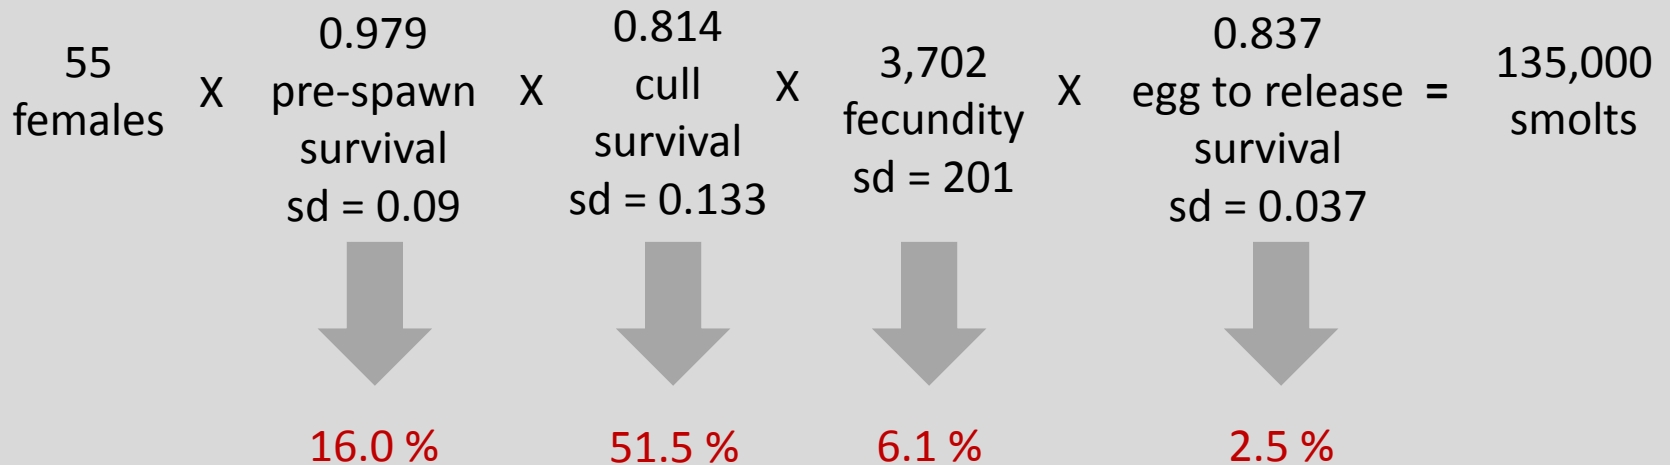 55
females
X
0.979
pre-spawn
survival
sd = 0.09
X
0.814
cull
survival
sd = 0.133
X
3,702
fecundity
sd = 201
X
0.837
egg to release
survival
sd = 0.037
=
135,000
smolts
16.0 %
51.5 %
6.1 %
2.5 %